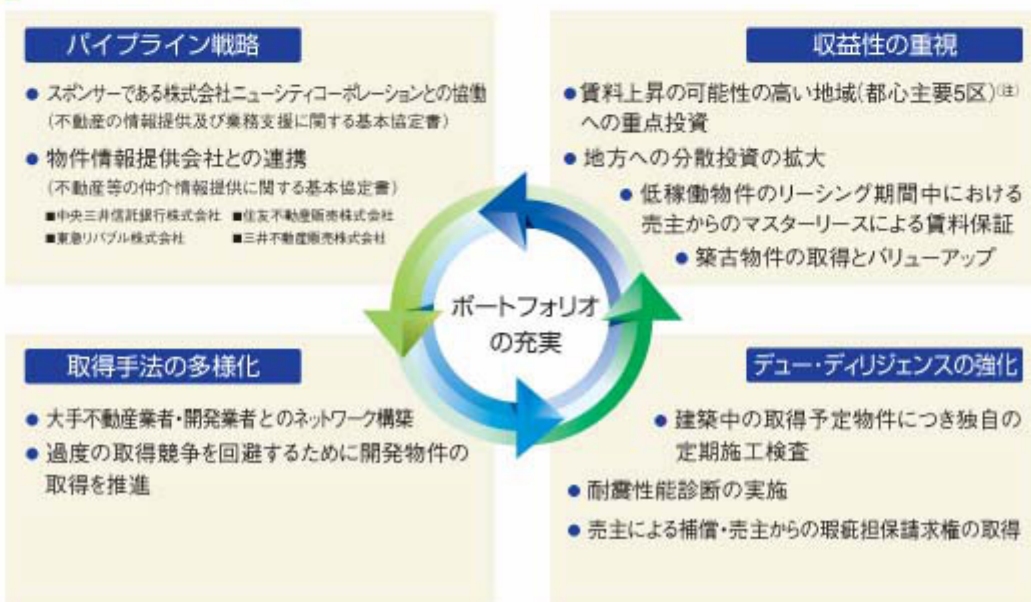 パイプライン戦略
● スポンサーである株式会社ニューシティコーポレーションとの協働
(不動産の情報提供及び業務支援に関する基本協定書)
● 物件情報提供会社との連携
(不動産等の仲介情報提供に関する基本協定書)
■中央三井信託銀行株式会社 ■住友不動産販売株式会社
■東急リバブル株式会社 ■三井不動産販売株式会社
収益性の重視
●賃料上昇の可能性の高い地域(都心主要5区)(注)
への重点投資
● 地方への分散投資の拡大
● 低稼働物件のリーシング期間中における
売主からのマスターリースによる賃料保証
● 築古物件の取得とバリューアップ
ポートフォリオ
の充実
取得手法の多様化
● 大手不動産業者・開発業者とのネットワーク構築
● 過度の取得競争を回避するために開発物件の
取得を推進
デュー・ディリジェンスの強化
● 建築中の取得予定物件につき独自の
定期施工検査
● 耐震性能診断の実施
● 売主による補償・売主からの瑕疵担保請求権の取得